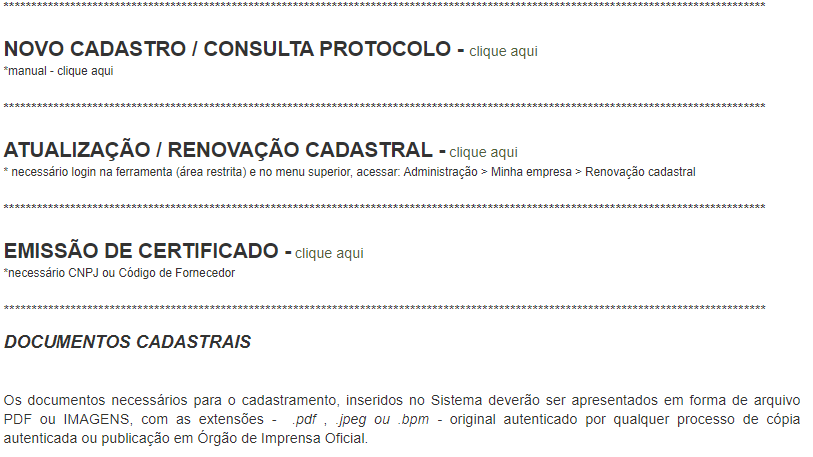 ******************************************************************************************************************************************
NOVO CADASTRO / CONSULTA PROTOCOLO - clique aqui
*manual - clique aqui
******************************************************************************************************************************************
ATUALIZAÇÃO / RENOVAÇÃO CADASTRAL - clique aqui
* necessário login na ferramenta (área restrita) e no menu superior, acessar: Administração > Minha empresa > Renovação cadastral
******************************************************************************************************************************************
EMISSÃO DE CERTIFICADO - clique aqui
*necessário CNPJ ou Código de Fornecedor
******************************************************************************************************************************************
DOCUMENTOS CADASTRAIS
Os documentos necessários para o cadastramento, inseridos no Sistema deverão ser apresentados em forma de arquivo
PDF ou IMAGENS, com as extensões - .pdf , .jpeg ou .bpm - original autenticado por qualquer processo de cópia
autenticada ou publicação em Órgão de Imprensa Oficial.